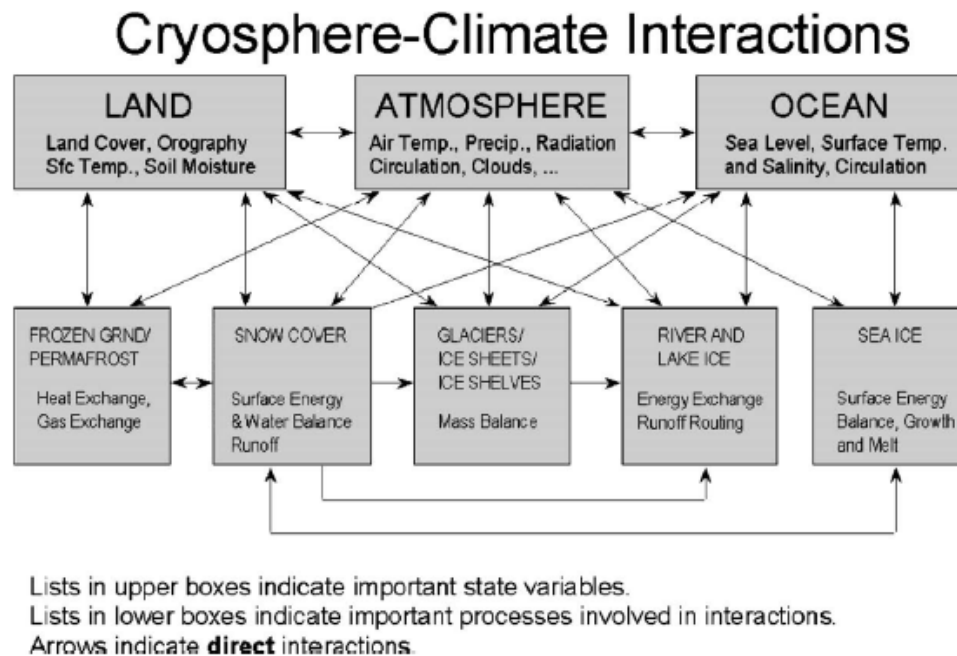 Cryosphere-Climate Interactions
LAND
Land Cover, Orography
Sfc Temp., Soil Moisture
ATMOSPHERE
Air Temp., Precip., Radiation
Circulation, Clouds, ...
OCEAN
Sea Level, Surface Temp.
and Salinity, Circulation
FROZEN GRND/
PERMAFROST
Heat Exchange,
Gas Exchange
SNOW COVER
Surface Energy
& Water Balance
Runoff
GLACIERS/
ICE SHEETS/
ICE SHELVES
Mass Balance
RIVER AND
LAKE ICE
Energy Exchange
Runoff Routing
SEA ICE
Surface Energy
Balance, Growth
and Melt
Lists in upper boxes indicate important state variables.
Lists in lower boxes indicate important processes involved in interactions.
Arrows indicate direct interactions.